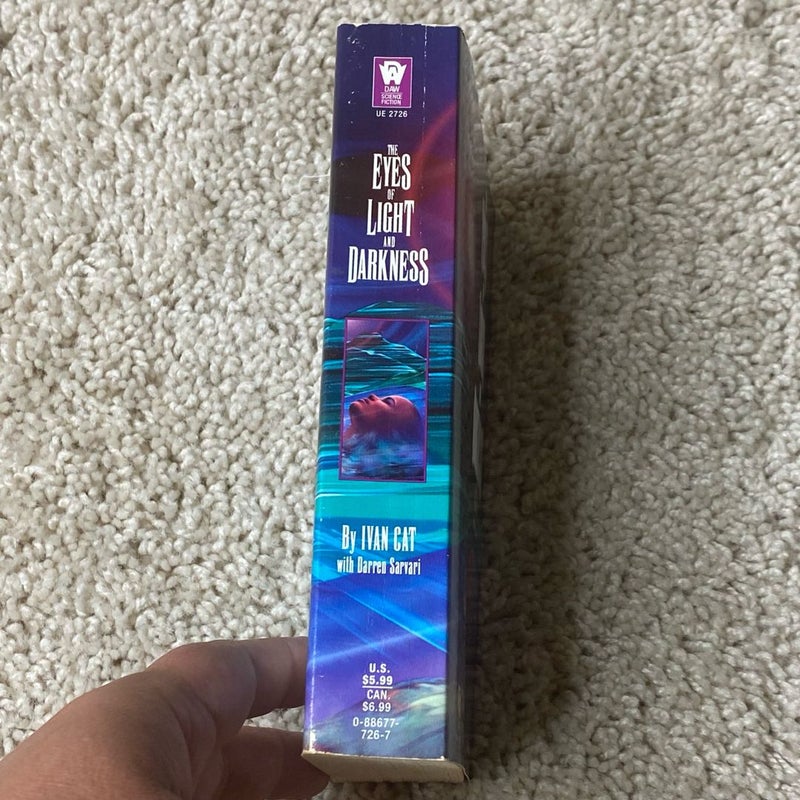 DAW
SCIENCE
FICTION
UE 2726
THE
EYES
OF
LIGHT
AND
DARKNESS
By IVAN CAT
with Darren Sarvari
U.S.
$5.99
CAN.
$6.99
0-88677-
726-7